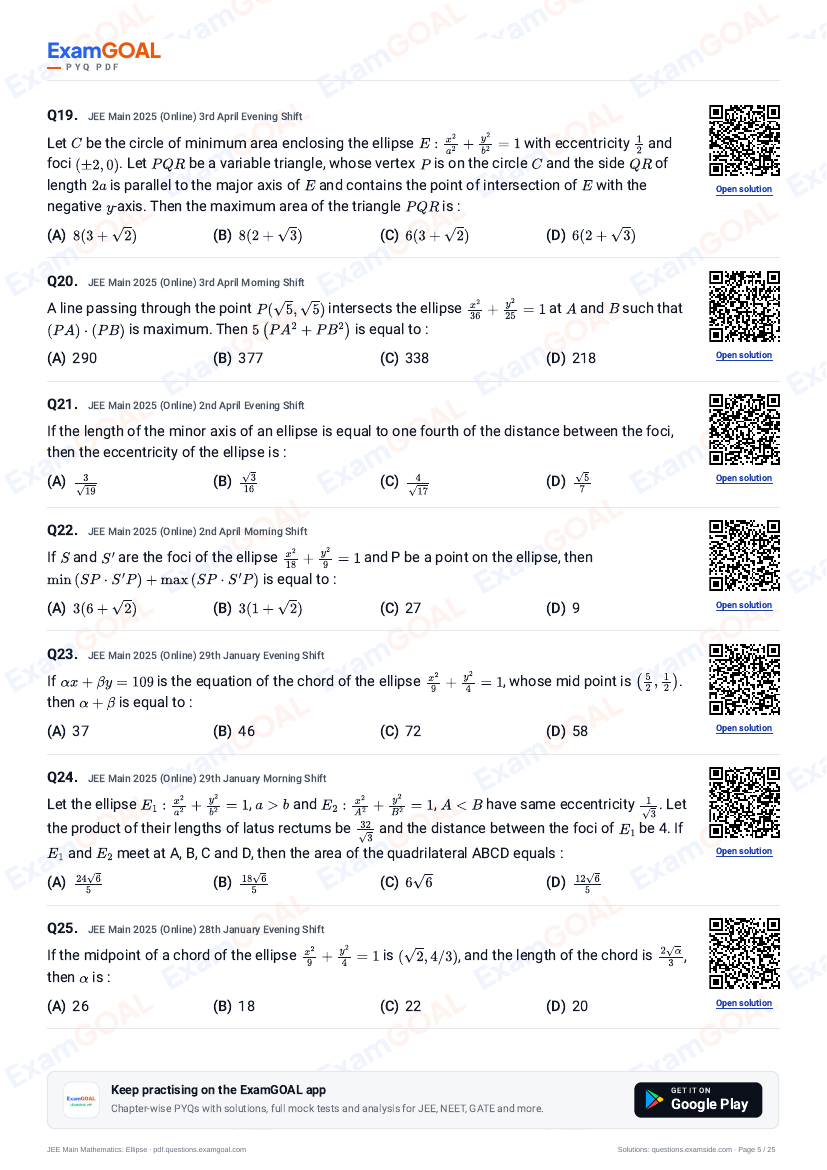 ExamGOAL
PYQ PDF
Q19. JEE Main 2025 (Online) 3rd April Evening Shift
Let C be the circle of minimum area enclosing the ellipse E : x²/a² + y²/b² = 1 with eccentricity 1/2 and
foci (±2, 0). Let PQR be a variable triangle, whose vertex P is on the circle C and the side QR of
length 2a is parallel to the major axis of E and contains the point of intersection of E with the
negative y-axis. Then the maximum area of the triangle PQR is :
(A) 8(3 + √2) (B) 8(2 + √3) (C) 6(3 + √2) (D) 6(2 + √3)
Open solution
Q20. JEE Main 2025 (Online) 3rd April Morning Shift
A line passing through the point P(√5, √5) intersects the ellipse x²/36 + y²/25 = 1 at A and B such that
(PA) · (PB) is maximum. Then 5 (PA² + PB²) is equal to :
(A) 290 (B) 377 (C) 338 (D) 218
Open solution
Q21. JEE Main 2025 (Online) 2nd April Evening Shift
If the length of the minor axis of an ellipse is equal to one fourth of the distance between the foci,
then the eccentricity of the ellipse is :
(A) 3/√19 (B) √3/16 (C) 4/√17 (D) √5/7
Open solution
Q22. JEE Main 2025 (Online) 2nd April Morning Shift
If S and S′ are the foci of the ellipse x²/18 + y²/9 = 1 and P be a point on the ellipse, then
min (SP · S′P) + max (SP · S′P) is equal to :
(A) 3(6 + √2) (B) 3(1 + √2) (C) 27 (D) 9
Open solution
Q23. JEE Main 2025 (Online) 29th January Evening Shift
If αx + βy = 109 is the equation of the chord of the ellipse x²/9 + y²/4 = 1, whose mid point is (5/2, 1/2).
then α + β is equal to :
(A) 37 (B) 46 (C) 72 (D) 58
Open solution
Q24. JEE Main 2025 (Online) 29th January Morning Shift
Let the ellipse E₁ : x²/a² + y²/b² = 1, a > b and E₂ : x²/A² + y²/B² = 1, A < B have same eccentricity 1/√3. Let
the product of their lengths of latus rectums be 32/√3 and the distance between the foci of E₁ be 4. If
E₁ and E₂ meet at A, B, C and D, then the area of the quadrilateral ABCD equals :
(A) 24√6/5 (B) 18√6/5 (C) 6√6 (D) 12√6/5
Open solution
Q25. JEE Main 2025 (Online) 28th January Evening Shift
If the midpoint of a chord of the ellipse x²/9 + y²/4 = 1 is (√2, 4/3), and the length of the chord is 2√α/3,
then α is :
(A) 26 (B) 18 (C) 22 (D) 20
Open solution
ExamGOAL
Keep practising on the ExamGOAL app
Chapter-wise PYQs with solutions, full mock tests and analysis for JEE, NEET, GATE and more.
GET IT ON
Google Play
JEE Main Mathematics: Ellipse · pdf.questions.examgoal.com
Solutions: questions.examside.com · Page 5 / 25